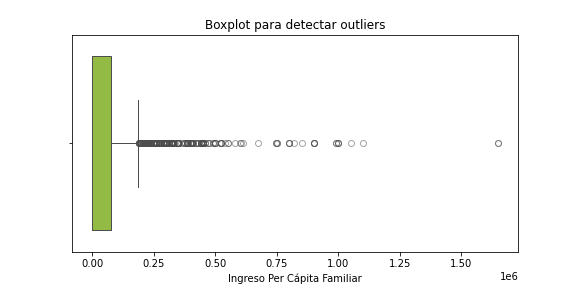 Boxplot para detectar outliers
0.00 0.25 0.50 0.75 1.00 1.25 1.50
1e6
Ingreso Per Cápita Familiar